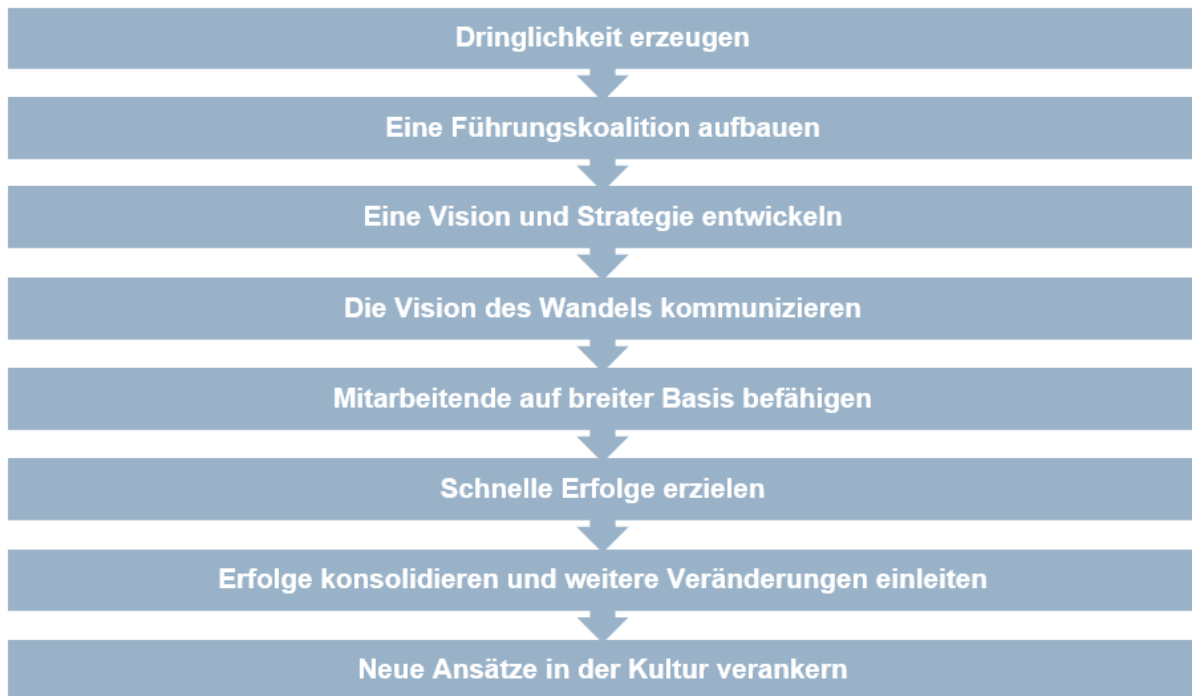 Dringlichkeit erzeugen
Eine Führungskoalition aufbauen
Eine Vision und Strategie entwickeln
Die Vision des Wandels kommunizieren
Mitarbeitende auf breiter Basis befähigen
Schnelle Erfolge erzielen
Erfolge konsolidieren und weitere Veränderungen einleiten
Neue Ansätze in der Kultur verankern